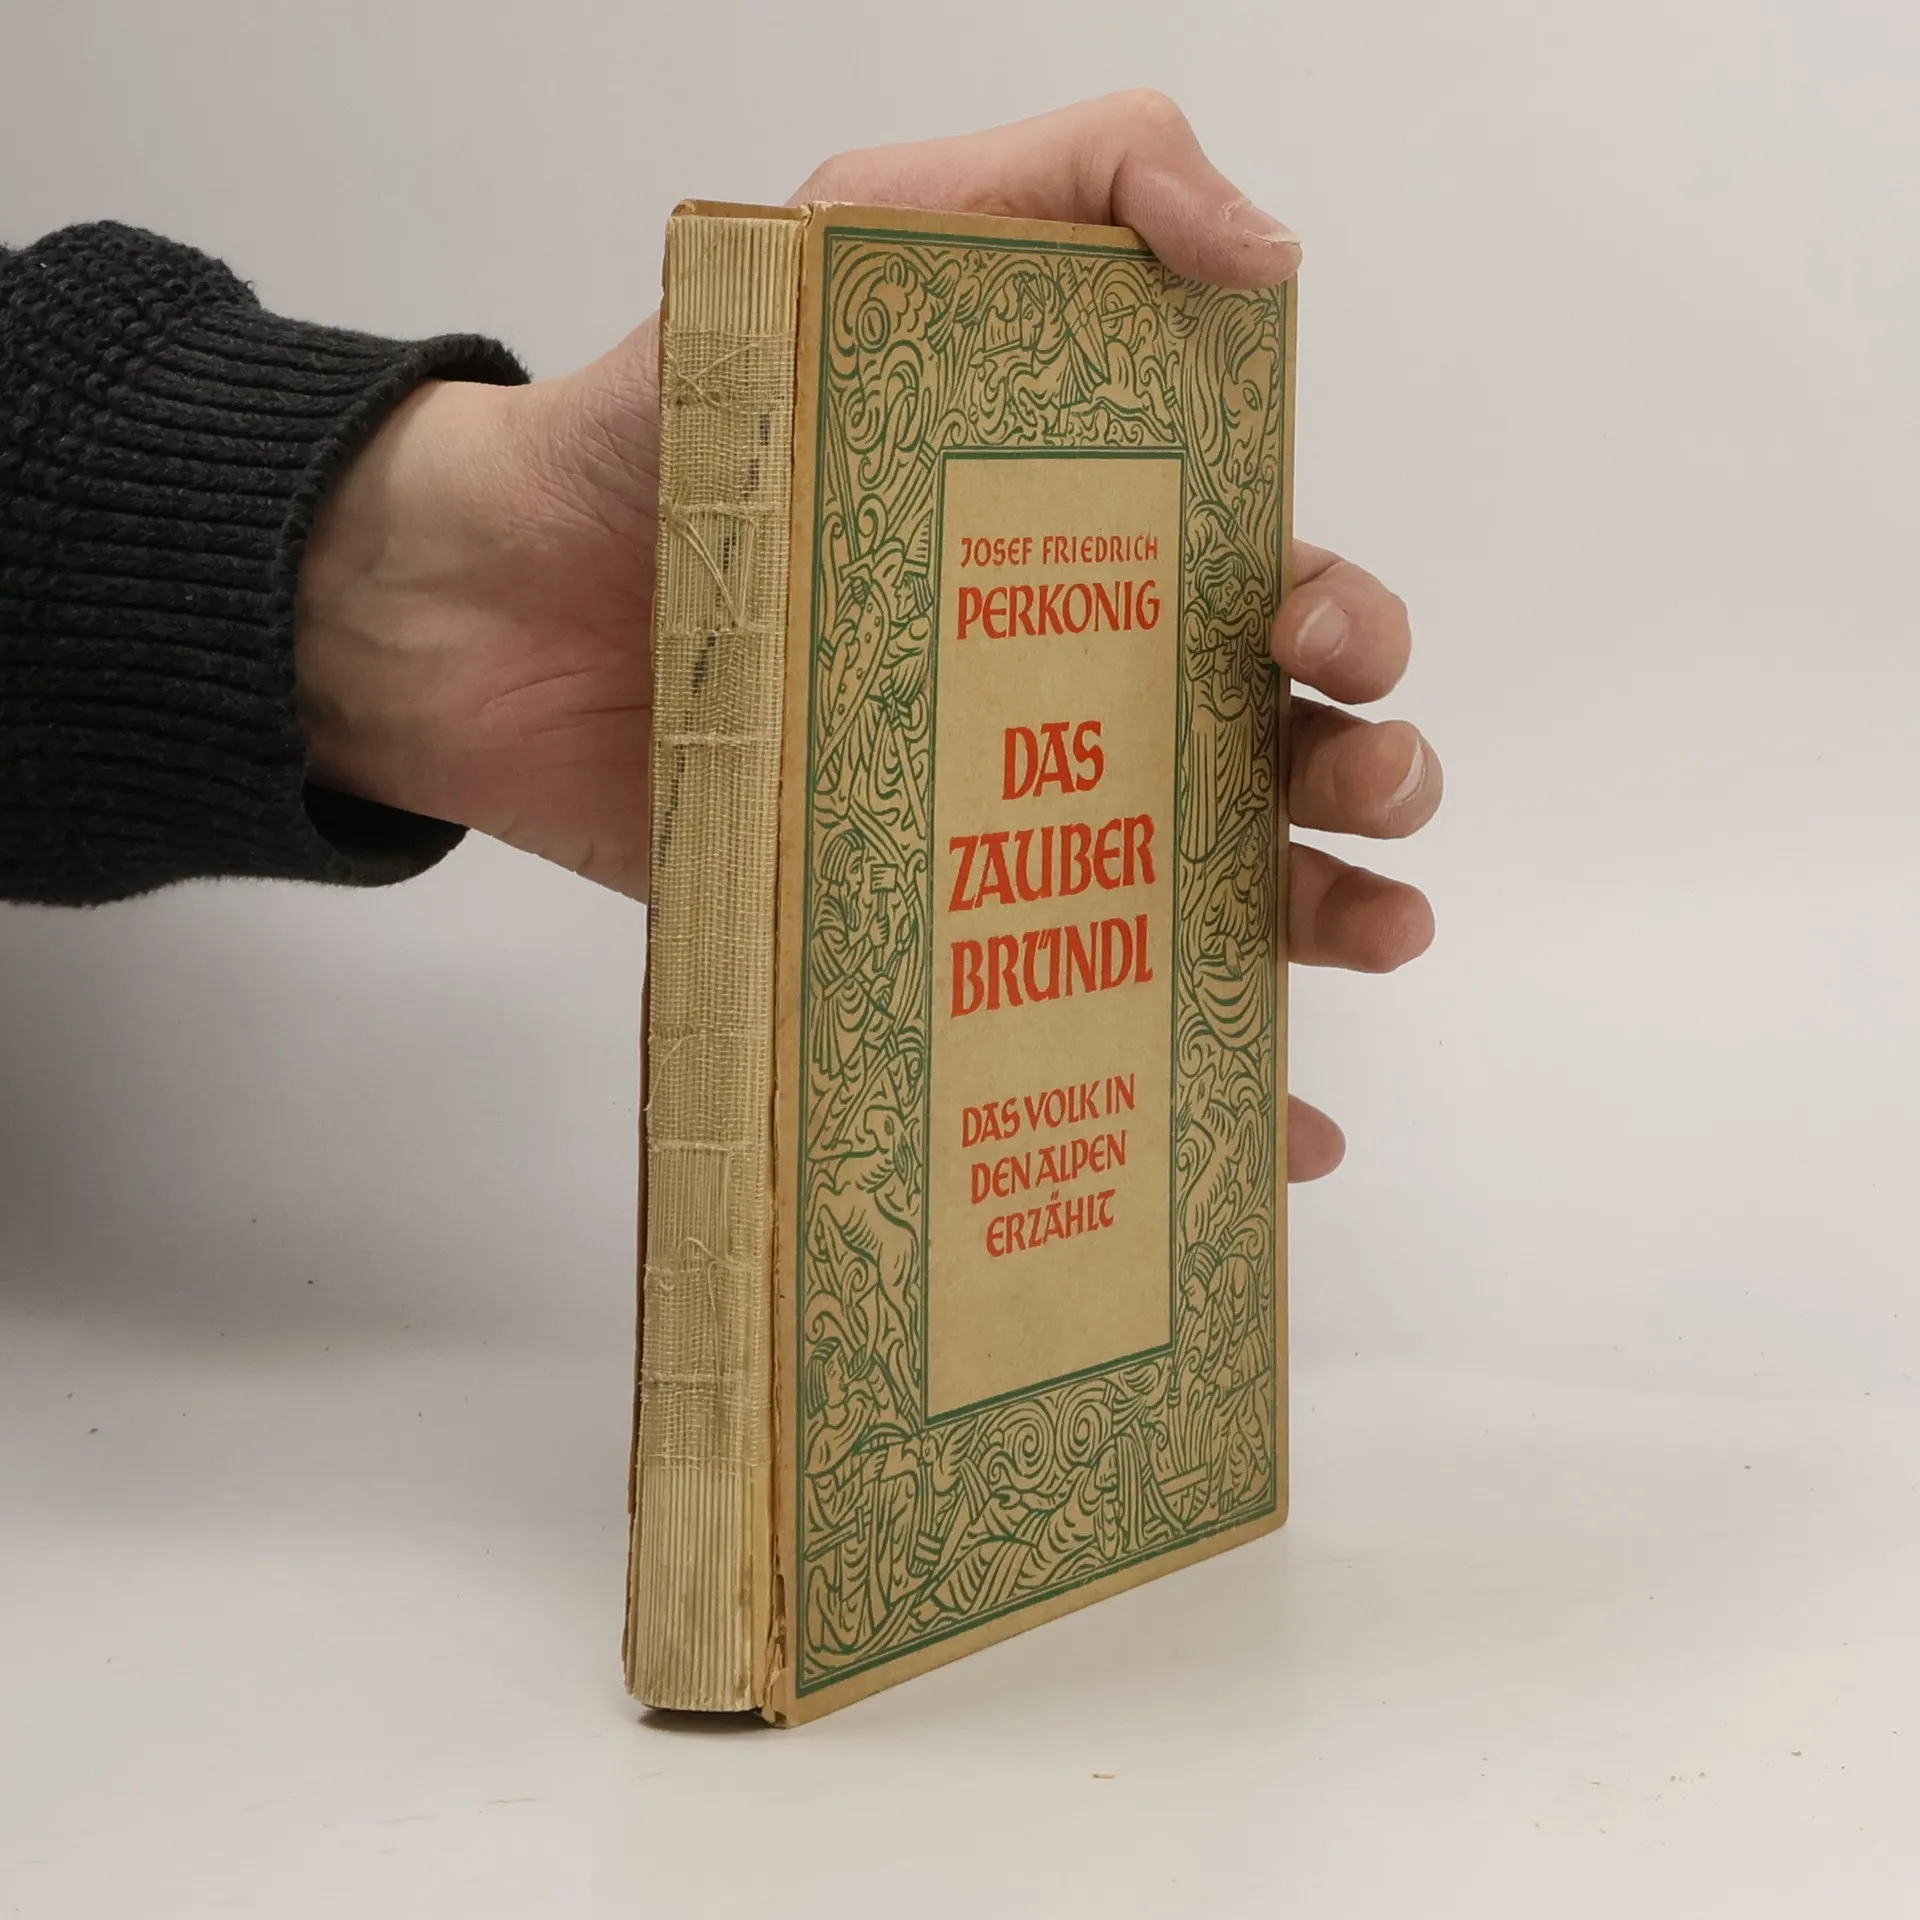 JOSEF FRIEDRICH
PERKONIG
DAS
ZAUBER
BRÜNDL
DAS VOLK IN
DEN ALPEN
ERZÄHLT